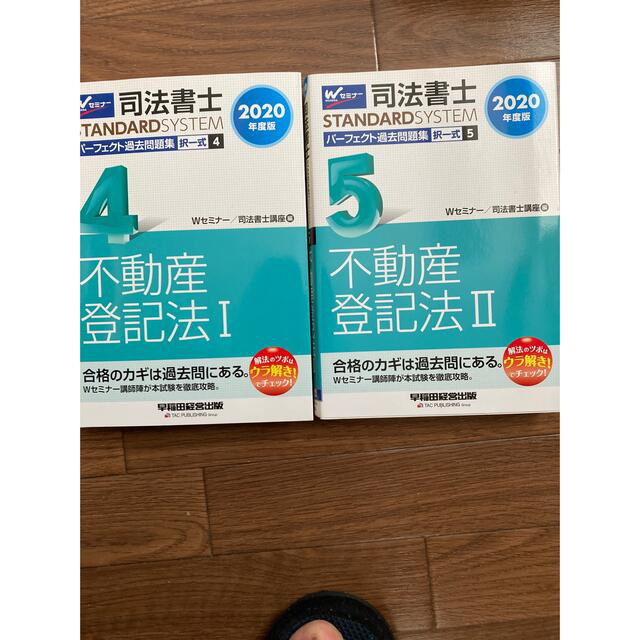 Wセミナー
司法書士
STANDARDSYSTEM
パーフェクト過去問題集 択一式 4
2020
年度版
4
Wセミナー/司法書士講座 編
不動産
登記法 I
合格のカギは過去問にある。
Wセミナー講師陣が本試験を徹底攻略。
解法のツボは
ウラ解き!
でチェック!
早稲田経営出版
TAC PUBLISHING Group
Wセミナー
司法書士
STANDARDSYSTEM
パーフェクト過去問題集 択一式 5
2020
年度版
5
Wセミナー/司法書士講座 編
不動産
登記法 II
合格のカギは過去問にある。
Wセミナー講師陣が本試験を徹底攻略。
解法のツボは
ウラ解き!
でチェック!
早稲田経営出版
TAC PUBLISHING Group